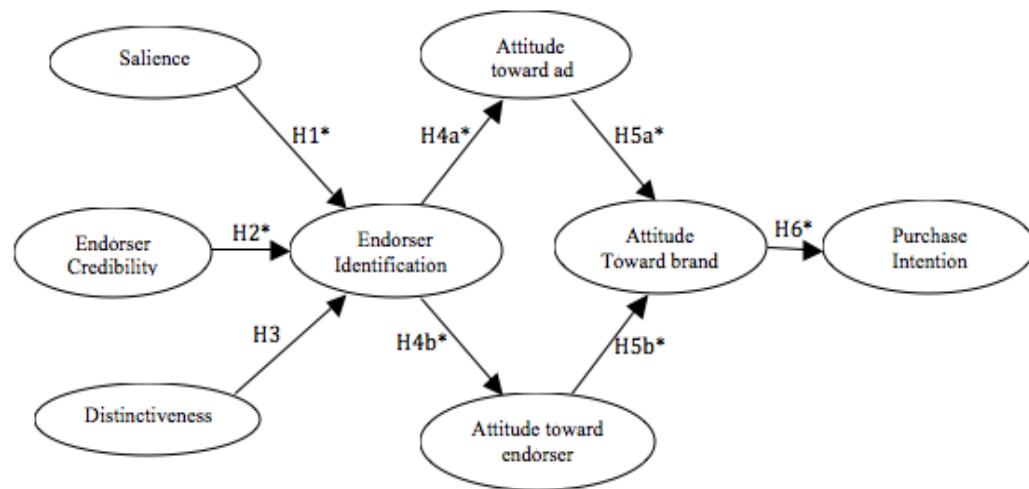 Salience
Attitude
toward ad
H1*
H4a*
H5a*
Endorser
Credibility
H2*
Endorser
Identification
Attitude
Toward brand
H6*
Purchase
Intention
H3
H4b*
H5b*
Distinctiveness
Attitude toward
endorser